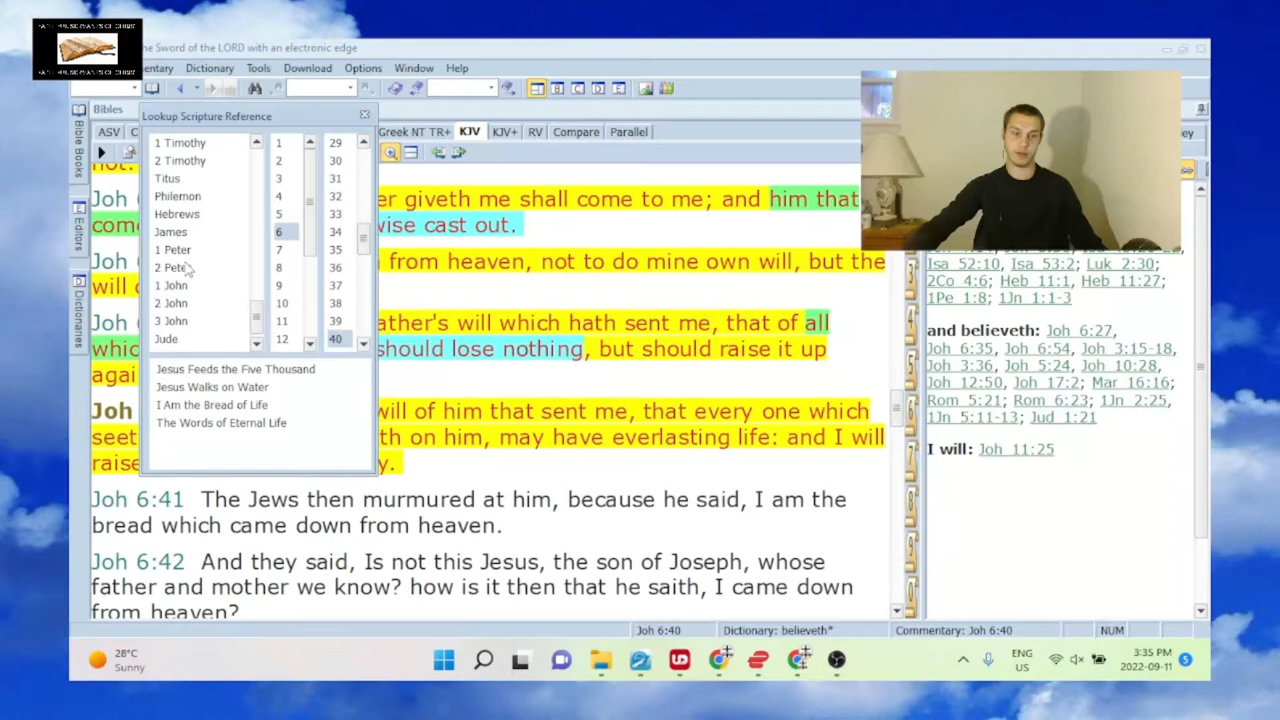 the Sword of the LORD with an electronic edge
entary Dictionary Tools Download Options Window Help
Bibles
Lookup Scripture Reference
ASV C Greek NT TR+ KJV KJV+ RV Compare Parallel
Bible Books
Editors
Dictionaries
1 Timothy 1 29
2 Timothy 2 30
Titus 3 31
Philemon 4 32
Hebrews 5 33
James 6 34
1 Peter 7 35
2 Pete 8 36
1 John 9 37
2 John 10 38
3 John 11 39
Jude 12 40
Jesus Feeds the Five Thousand
Jesus Walks on Water
I Am the Bread of Life
The Words of Eternal Life
not.
Joh er giveth me shall come to me; and him that
come wise cast out.
Joh from heaven, not to do mine own will, but the
will o
Joh ather's will which hath sent me, that of all
whic should lose nothing, but should raise it up
agai
Joh will of him that sent me, that every one which
seet th on him, may have everlasting life: and I will
raise y.
Joh 6:41 The Jews then murmured at him, because he said, I am the
bread which came down from heaven.
Joh 6:42 And they said, Is not this Jesus, the son of Joseph, whose
father and mother we know? how is it then that he saith, I came down
from heaven?
ey
Isa 52:10, Isa 53:2; Luk 2:30;
2Co 4:6; Heb 11:1, Heb 11:27;
1Pe 1:8; 1Jn 1:1-3
and believeth: Joh 6:27,
Joh 6:35, Joh 6:54, Joh 3:15-18,
Joh 3:36, Joh 5:24, Joh 10:28,
Joh 12:50, Joh 17:2; Mar 16:16;
Rom 5:21; Rom 6:23; 1Jn 2:25,
1Jn 5:11-13; Jud 1:21
I will: Joh 11:25
Joh 6:40 Dictionary: believeth* Commentary: Joh 6:40 NUM
28°C
Sunny
ENG
US
3:35 PM
2022-09-11
5